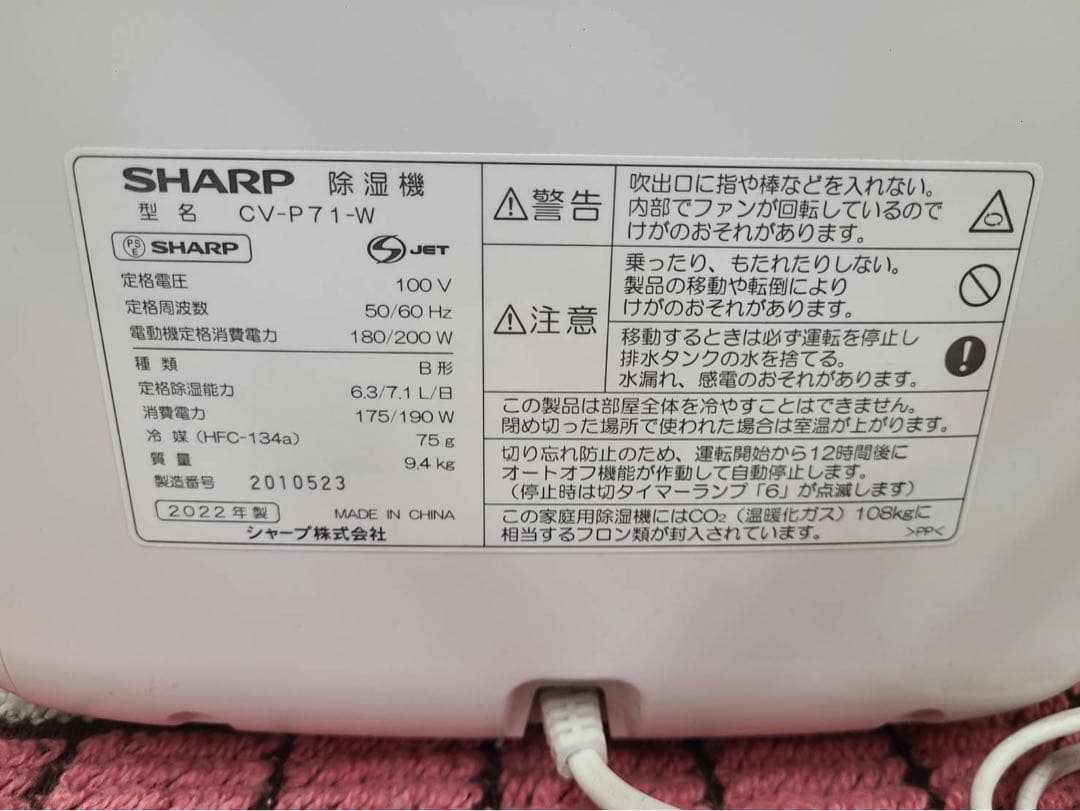 SHARP 除湿機
型名 CV-P71-W
PSE SHARP
S JET
定格電圧 100 V
定格周波数 50/60 Hz
電動機定格消費電力 180/200 W
種類 B形
定格除湿能力 6.3/7.1 L/日
消費電力 175/190 W
冷媒(HFC-134a) 75 g
質量 9.4 kg
製造番号 2010523
2022年製 MADE IN CHINA
シャープ株式会社
警告
吹出口に指や棒などを入れない。
内部でファンが回転しているので
けがのおそれがあります。
注意
乗ったり、もたれたりしない。
製品の移動や転倒により
けがのおそれがあります。
移動するときは必ず運転を停止し
排水タンクの水を捨てる。
水漏れ、感電のおそれがあります。
この製品は部屋全体を冷やすことはできません。
閉め切った場所で使われた場合は室温が上がります。
切り忘れ防止のため、運転開始から12時間後に
オートオフ機能が作動して自動停止します。
(停止時は切タイマーランプ「6」が点滅します)
この家庭用除湿機にはCO₂(温暖化ガス)108kgに
相当するフロン類が封入されています。
>PP<